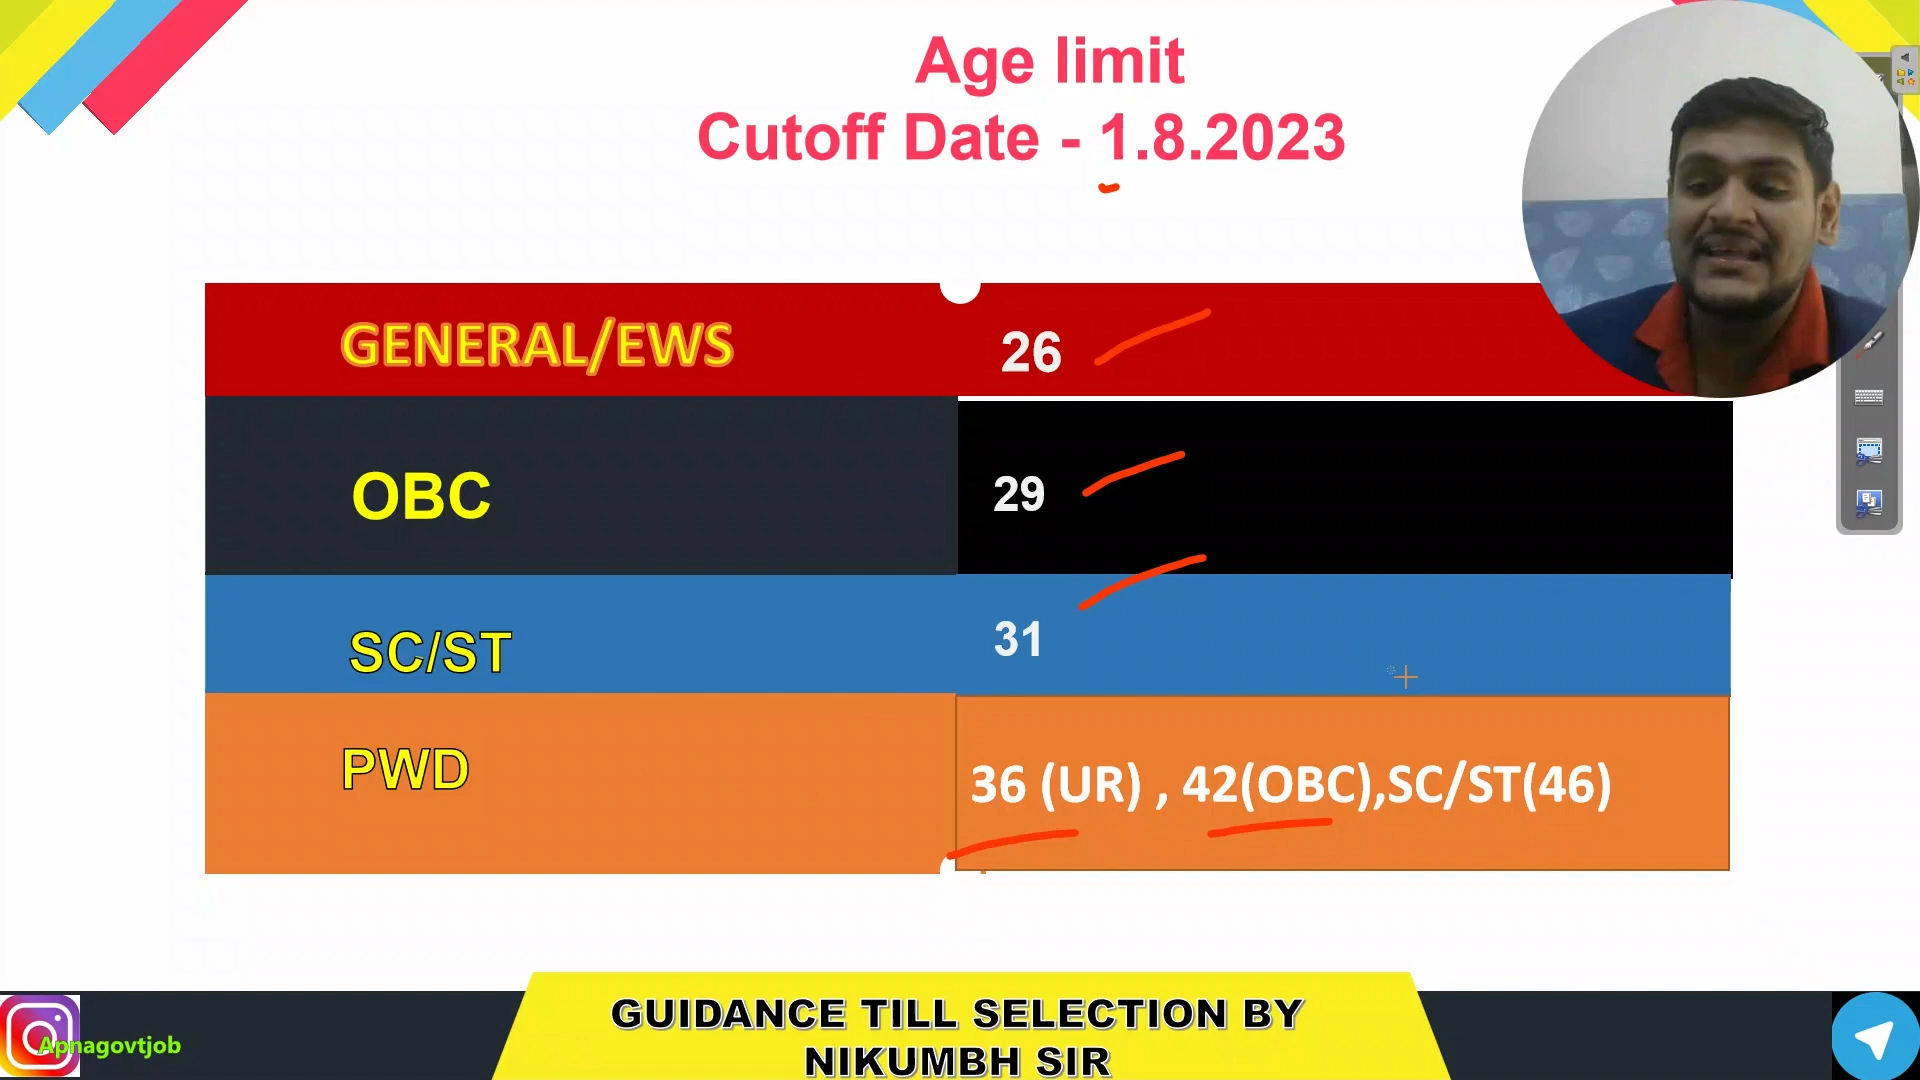 Age limit
Cutoff Date - 1.8.2023
GENERAL/EWS 26
OBC 29
SC/ST 31
PWD 36 (UR) , 42(OBC),SC/ST(46)
GUIDANCE TILL SELECTION BY
NIKUMBH SIR
Apnagovtjob